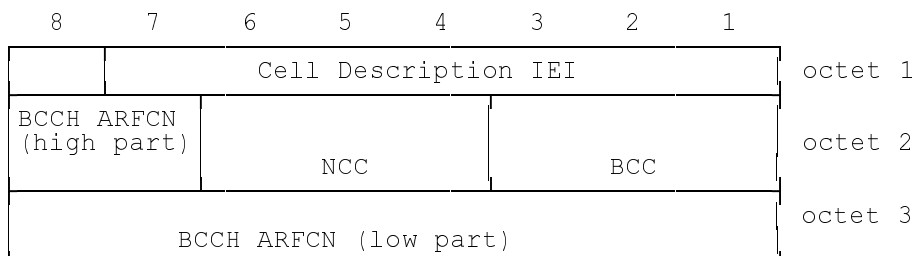 8 7 6 5 4 3 2 1
Cell Description IEI octet 1
BCCH ARFCN
(high part) octet 2
NCC BCC
octet 3
BCCH ARFCN (low part)